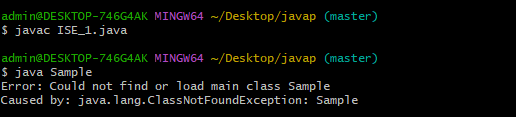 admin@DESKTOP-746G4AK MINGW64 ~/Desktop/javap (master)
$ javac ISE_1.java
admin@DESKTOP-746G4AK MINGW64 ~/Desktop/javap (master)
$ java Sample
Error: Could not find or load main class Sample
Caused by: java.lang.ClassNotFoundException: Sample